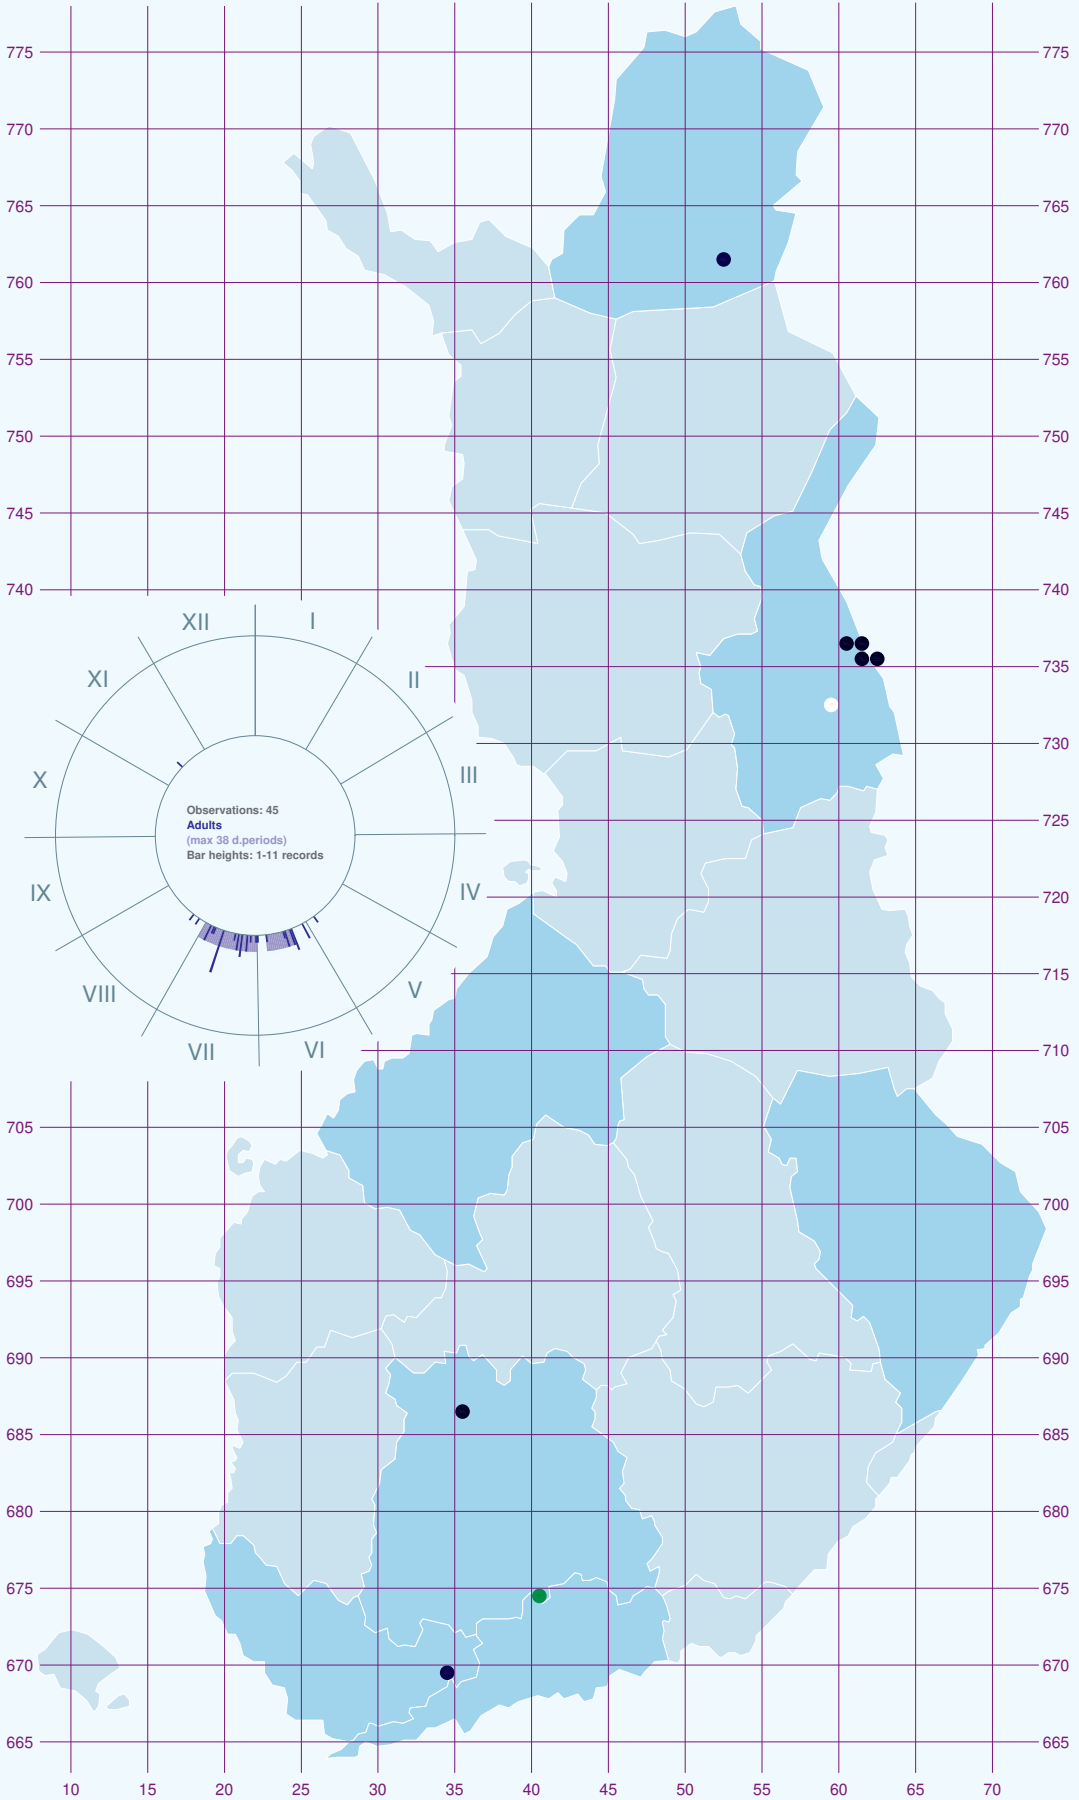 775 775
770 770
765 765
760 760
755 755
750 750
745 745
740 740
XII I
XI II
735 735
X III
730 730
Observations: 45
Adults
(max 38 d.periods)
Bar heights: 1-11 records
725 725
IX IV
720 720
VIII V
715 715
VII VI
710 710
705 705
700 700
695 695
690 690
685 685
680 680
675 675
670 670
665 665
10 15 20 25 30 35 40 45 50 55 60 65 70